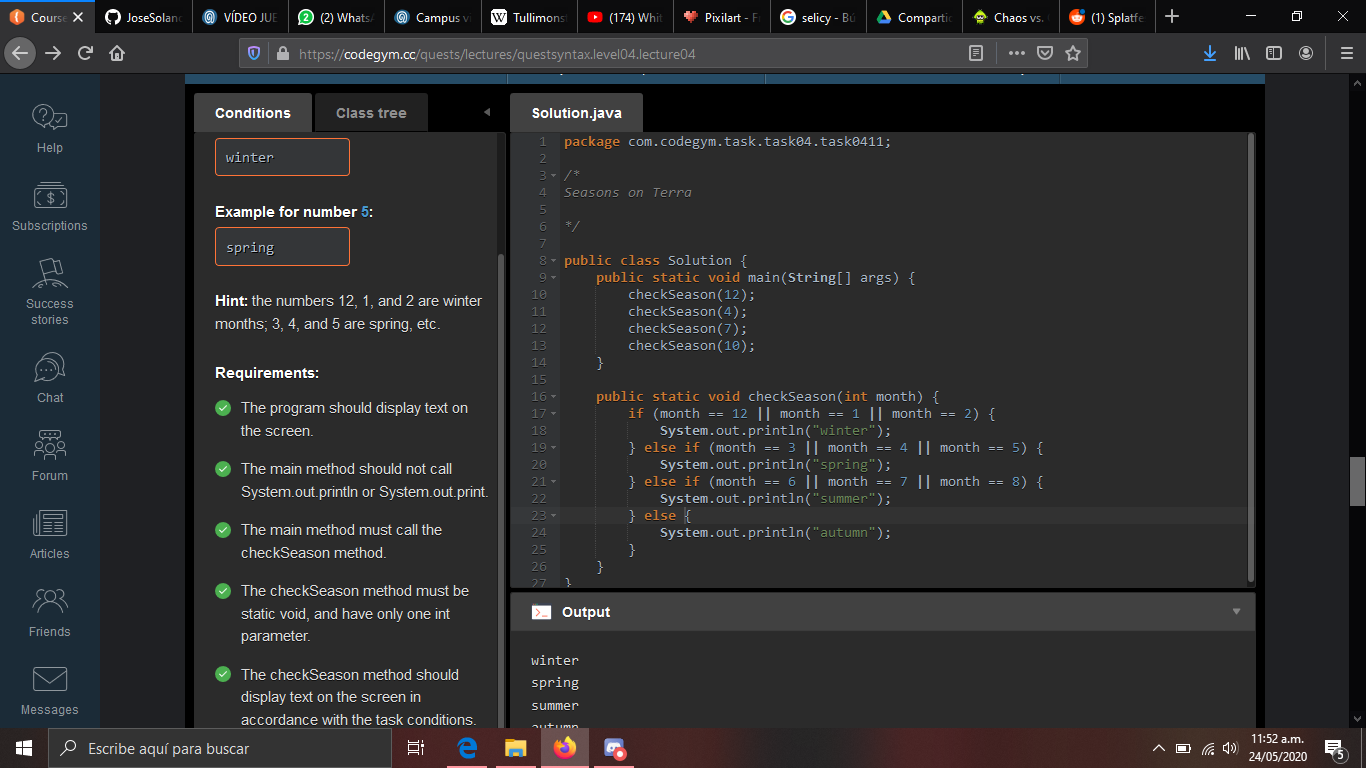 Course
JoseSolano
VÍDEO JUE
(2) WhatsA
Campus vi
Tullimonst
(174) Whit
Pixilart - F
selicy - Bú
Compartic
Chaos vs.
(1) Splatfe
https://codegym.cc/quests/lectures/questsyntax.level04.lecture04
Help
Subscriptions
Success
stories
Chat
Forum
Articles
Friends
Messages
Conditions
Class tree
winter
Example for number 5:
spring
Hint: the numbers 12, 1, and 2 are winter
months; 3, 4, and 5 are spring, etc.
Requirements:
The program should display text on
the screen.
The main method should not call
System.out.println or System.out.print.
The main method must call the
checkSeason method.
The checkSeason method must be
static void, and have only one int
parameter.
The checkSeason method should
display text on the screen in
accordance with the task conditions.
Solution.java
1 package com.codegym.task.task04.task0411;
2
3 /*
4 Seasons on Terra
5
6 */
7
8 public class Solution {
9 public static void main(String[] args) {
10 checkSeason(12);
11 checkSeason(4);
12 checkSeason(7);
13 checkSeason(10);
14 }
15
16 public static void checkSeason(int month) {
17 if (month == 12 || month == 1 || month == 2) {
18 System.out.println("winter");
19 } else if (month == 3 || month == 4 || month == 5) {
20 System.out.println("spring");
21 } else if (month == 6 || month == 7 || month == 8) {
22 System.out.println("summer");
23 } else {
24 System.out.println("autumn");
25 }
26 }
27 }
Output
winter
spring
summer
autumn
Escribe aquí para buscar
11:52 a.m.
24/05/2020
5